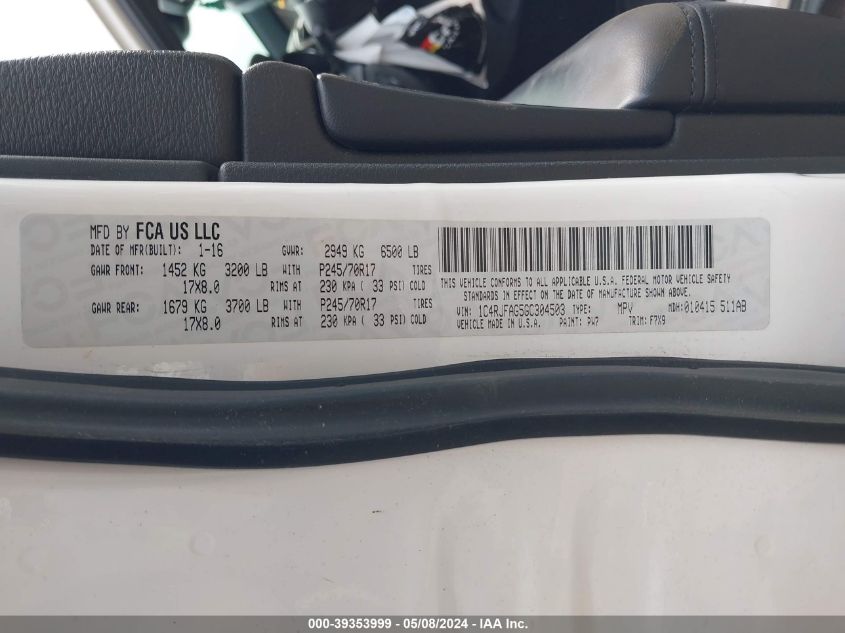 MFD BY FCA US LLC
DATE OF MFR(BUILT): 1-16 GVWR: 2949 KG 6500 LB
GAWR FRONT: 1452 KG 3200 LB WITH P245/70R17 TIRES
17X8.0 RIMS AT 230 KPA ( 33 PSI) COLD
GAWR REAR: 1679 KG 3700 LB WITH P245/70R17 TIRES
17X8.0 RIMS AT 230 KPA ( 33 PSI) COLD
THIS VEHICLE CONFORMS TO ALL APPLICABLE U.S.A. FEDERAL MOTOR VEHICLE SAFETY
STANDARDS IN EFFECT ON THE DATE OF MANUFACTURE SHOWN ABOVE.
VIN: 1C4RJFAG5GC304503 TYPE: MPV MDH: 010415 511AB
VEHICLE MADE IN U.S.A. PAINT: PW7 TRIM: F7X9
000-39353999 - 05/08/2024 - IAA Inc.